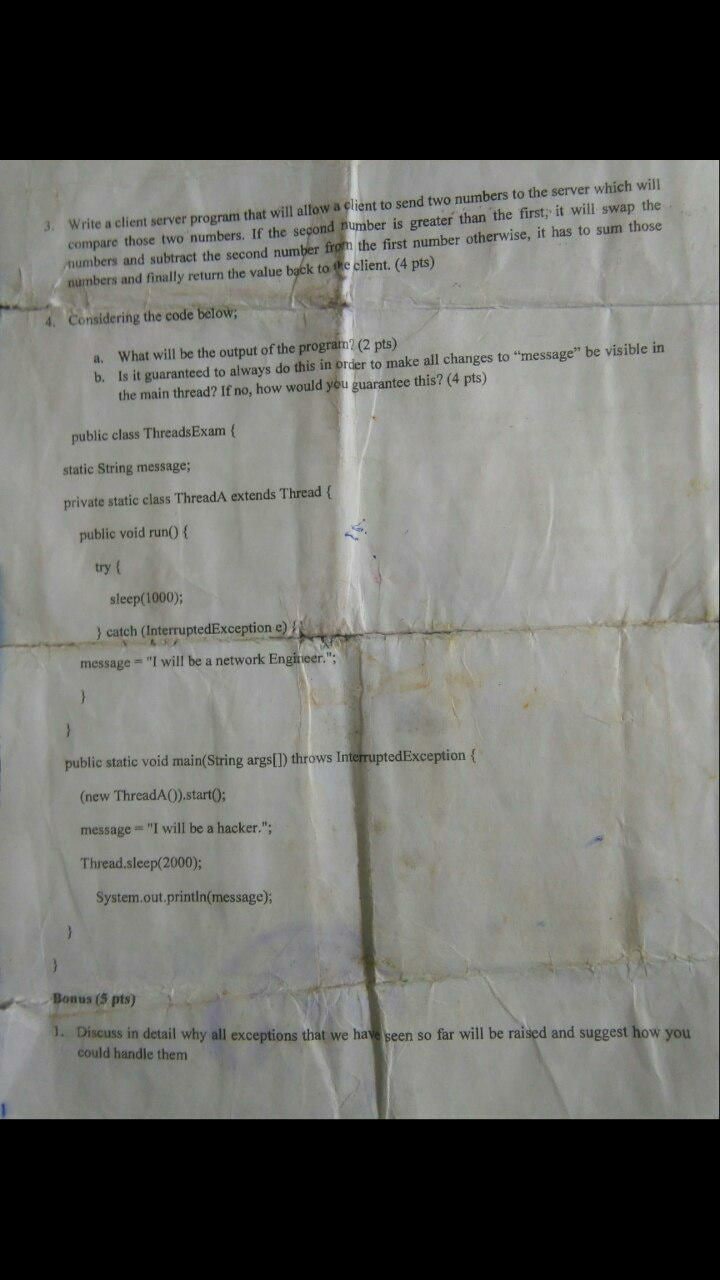 3. Write a client server program that will allow a client to send two numbers to the server which will
compare those two numbers. If the second number is greater than the first, it will swap the
numbers and subtract the second number from the first number otherwise, it has to sum those
numbers and finally return the value back to the client. (4 pts)
4. Considering the code below;
a. What will be the output of the program? (2 pts)
b. Is it guaranteed to always do this in order to make all changes to “message” be visible in
the main thread? If no, how would you guarantee this? (4 pts)
public class ThreadsExam {
static String message;
private static class ThreadA extends Thread {
public void run() {
try {
sleep(1000);
} catch (InterruptedException e) {}
message = "I will be a network Engineer.";
}
}
public static void main(String args[]) throws InterruptedException {
(new ThreadA()).start();
message = "I will be a hacker.";
Thread.sleep(2000);
System.out.println(message);
}
}
Bonus (5 pts)
1. Discuss in detail why all exceptions that we have seen so far will be raised and suggest how you
could handle them